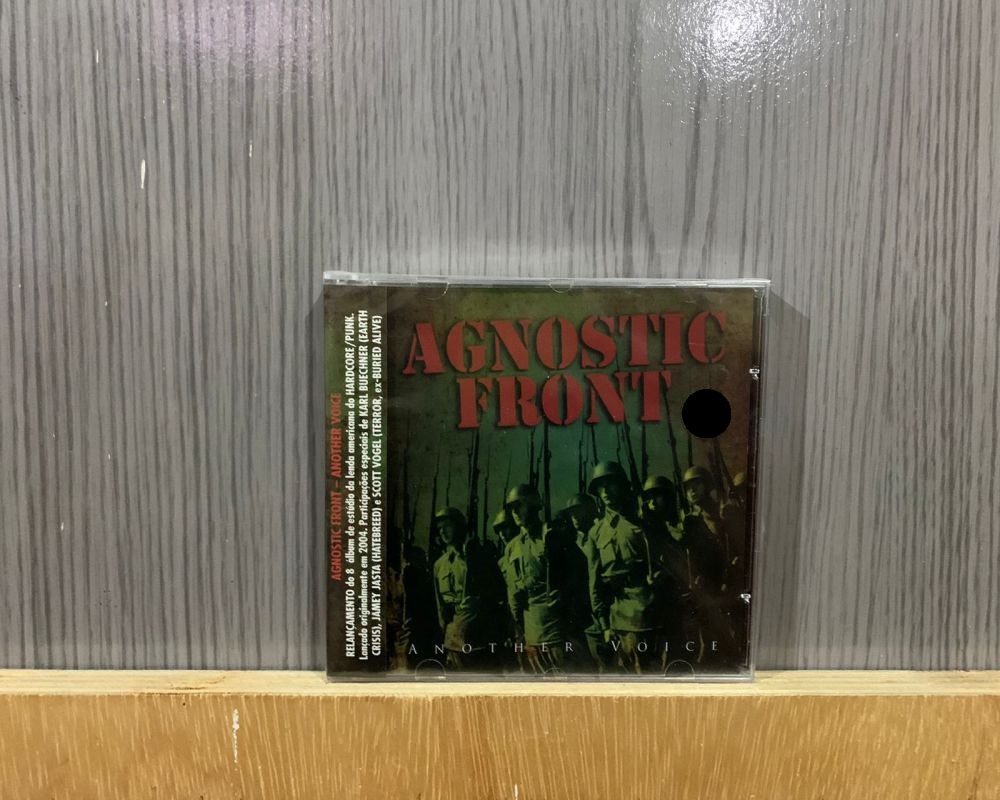 AGNOSTIC FRONT – ANOTHER VOICE
RELANÇAMENTO do 8 álbum de estúdio da lenda americana do HARDCORE/PUNK.
Lançado originalmente em 2004. Participações especiais de KARL BUECHNER (EARTH
CRISIS), JAMEY JASTA (HATEBREED) e SCOTT VOGEL (TERROR, ex-BURIED ALIVE)
AGNOSTIC
FRONT
ANOTHER VOICE